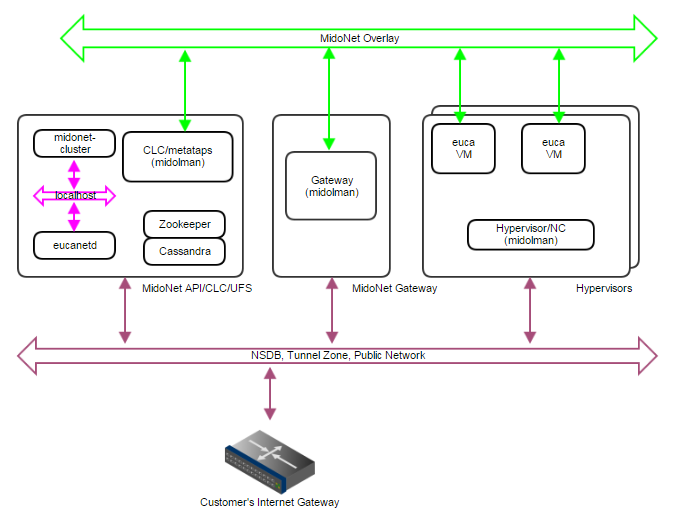 MidoNet Overlay
midonet-
cluster
CLC/metataps
(midolman)
localhost
eucanetd
Zookeeper
Cassandra
MidoNet API/CLC/UFS
Gateway
(midolman)
MidoNet Gateway
euca
VM
euca
VM
Hypervisor/NC
(midolman)
Hypervisors
NSDB, Tunnel Zone, Public Network
Customer's Internet Gateway